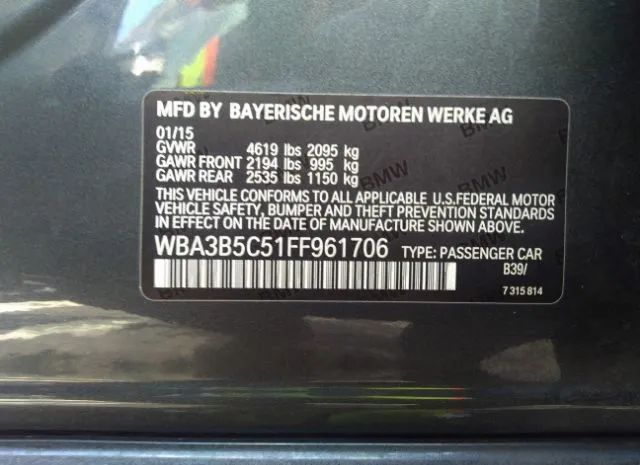 MFD BY BAYERISCHE MOTOREN WERKE AG
01/15
GVWR 4619 lbs 2095 kg
GAWR FRONT 2194 lbs 995 kg
GAWR REAR 2535 lbs 1150 kg
THIS VEHICLE CONFORMS TO ALL APPLICABLE U.S.FEDERAL MOTOR
VEHICLE SAFETY, BUMPER AND THEFT PREVENTION STANDARDS
IN EFFECT ON THE DATE OF MANUFACTURE SHOWN ABOVE.
WBA3B5C51FF961706 TYPE: PASSENGER CAR
B39/
7 315 814